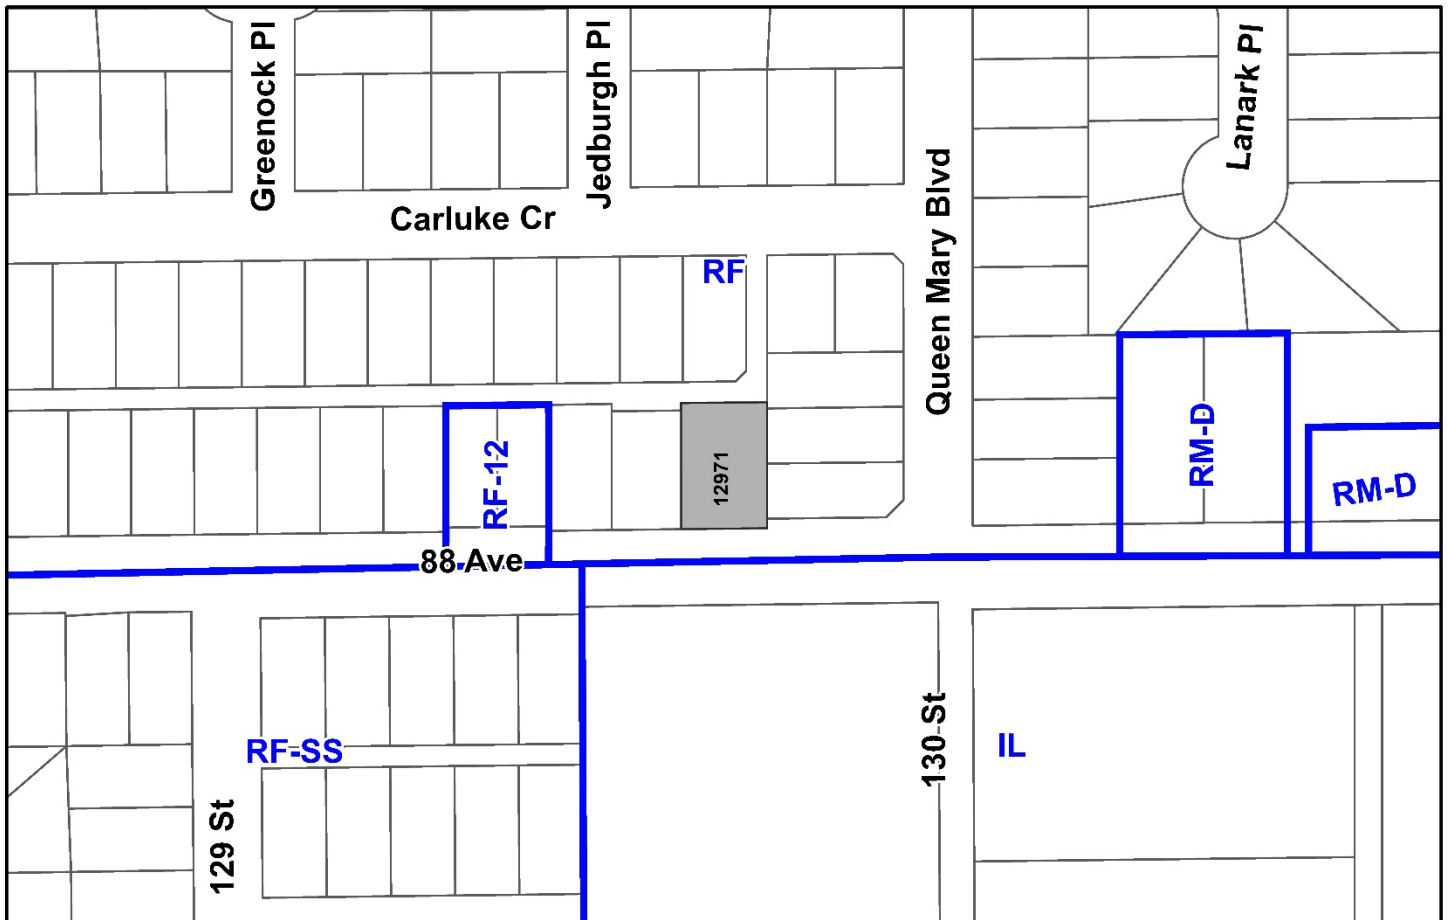 Greenock Pl
Jedburgh Pl
Lanark Pl
Carluke Cr
Queen Mary Blvd
RF
RF-12
12971
RM-D
RM-D
88 Ave
RF-SS
129 St
130 St
IL